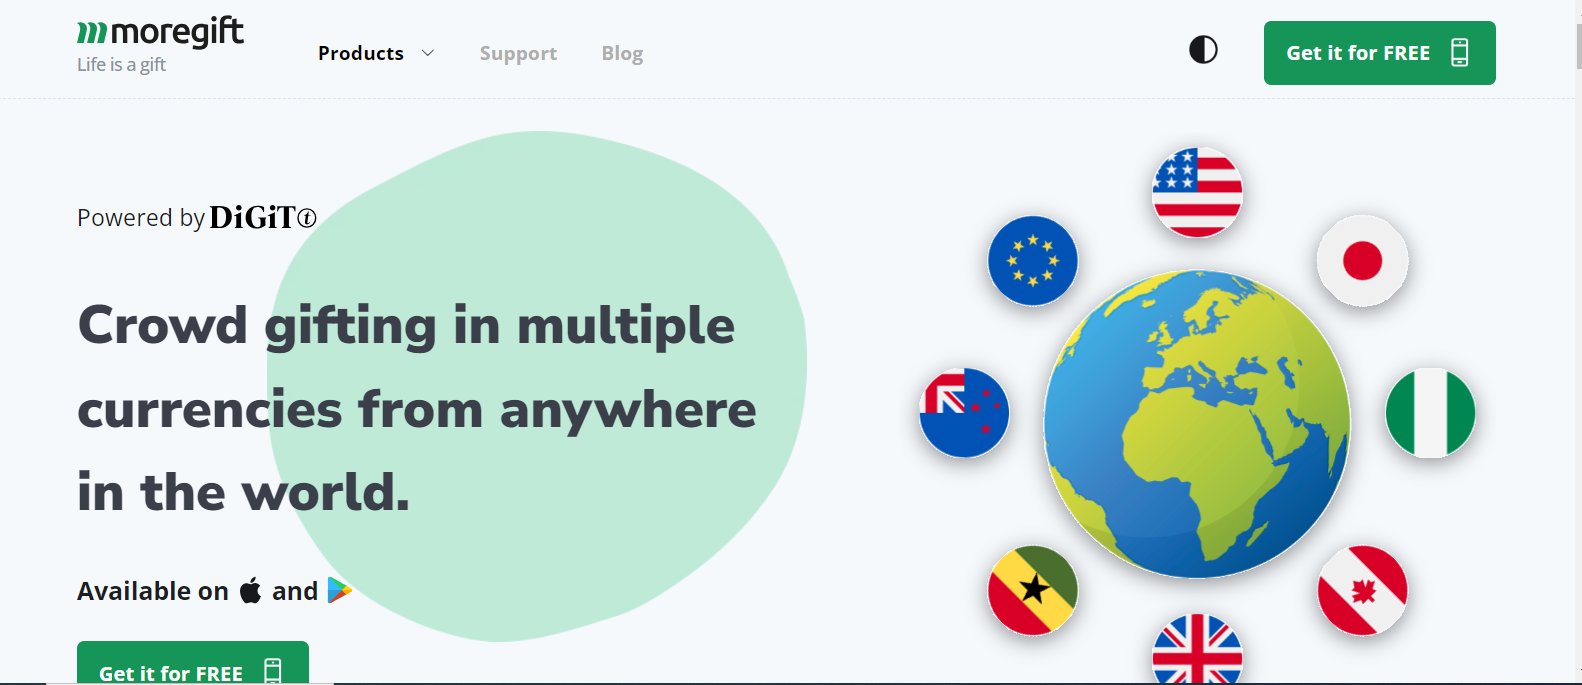 moregift
Life is a gift
Products
Support
Blog
Get it for FREE
Powered by DiGiTⓣ
Crowd gifting in multiple
currencies from anywhere
in the world.
Available on and
Get it for FREE